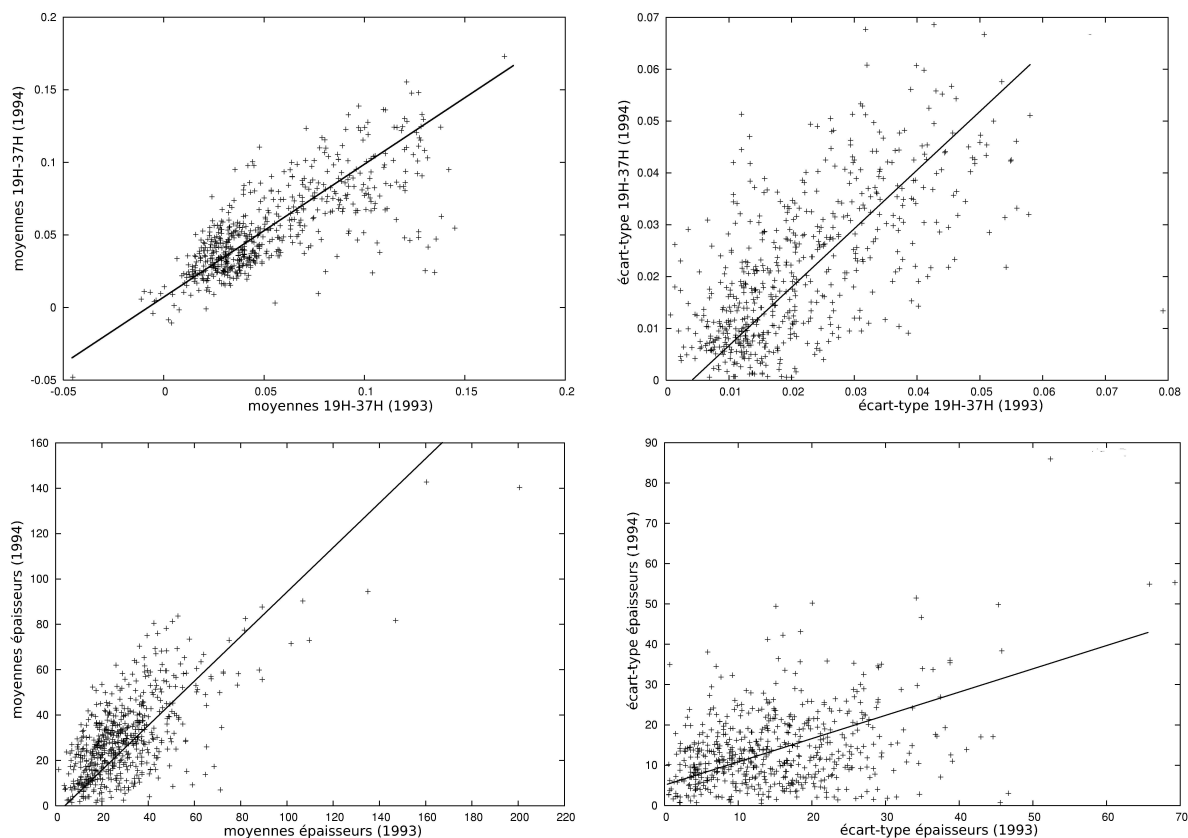 0.2
0.15
0.1
0.05
0
-0.05
-0.05 0 0.05 0.1 0.15 0.2
moyennes 19H-37H (1994)
moyennes 19H-37H (1993)
0.07
0.06
0.05
0.04
0.03
0.02
0.01
0
0 0.01 0.02 0.03 0.04 0.05 0.06 0.07 0.08
écart-type 19H-37H (1994)
écart-type 19H-37H (1993)
160
140
120
100
80
60
40
20
0
0 20 40 60 80 100 120 140 160 180 200 220
moyennes épaisseurs (1994)
moyennes épaisseurs (1993)
90
80
70
60
50
40
30
20
10
0
0 10 20 30 40 50 60 70
écart-type épaisseurs (1994)
écart-type épaisseurs (1993)